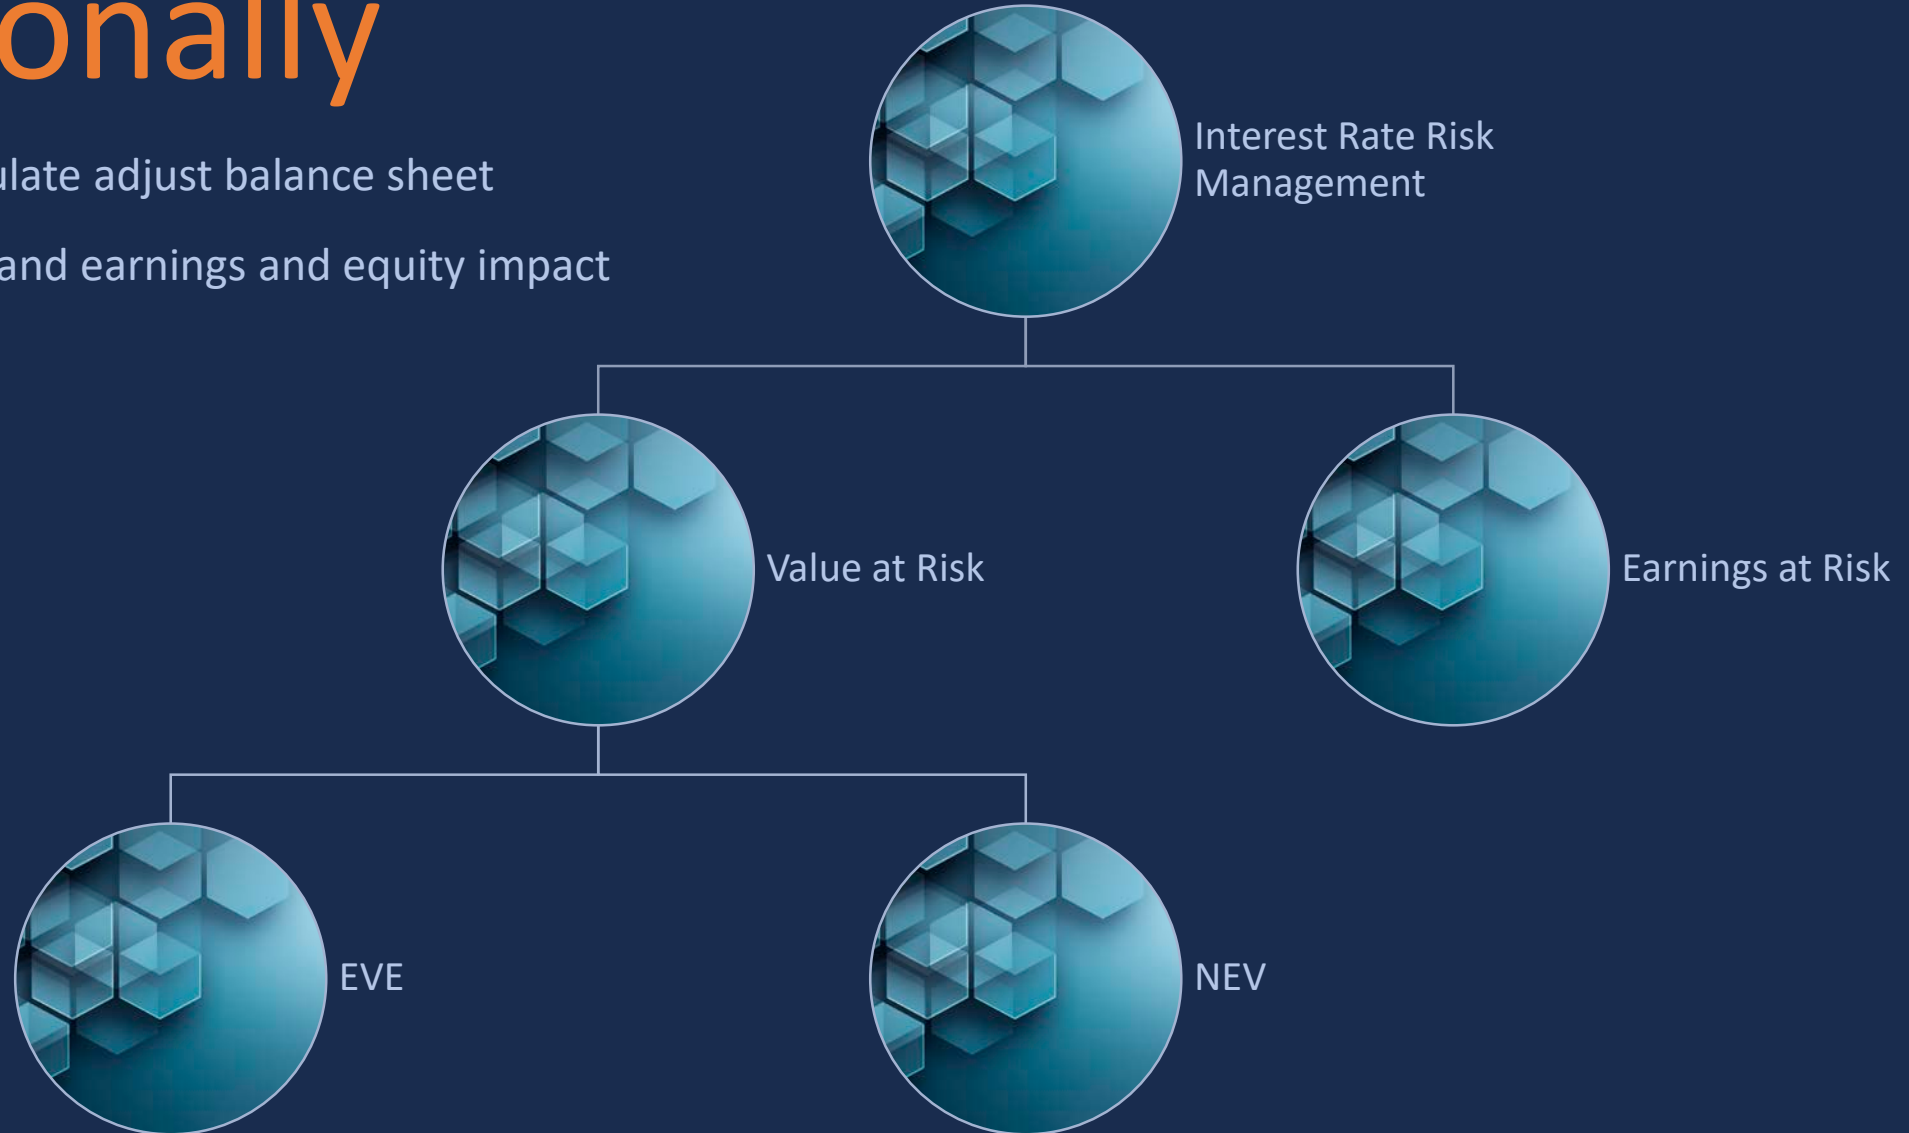 onally
ulate adjust balance sheet
and earnings and equity impact
Interest Rate Risk
Management
Value at Risk
Earnings at Risk
EVE
NEV